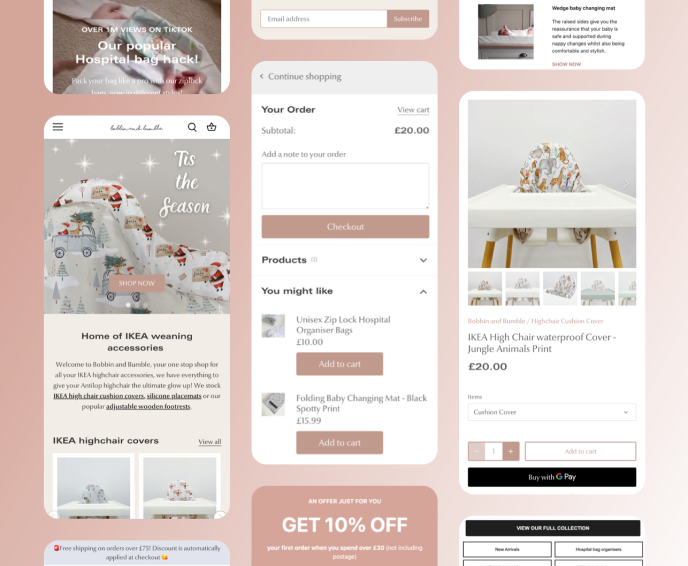 OVER 1M VIEWS ON TIKTOK
Our popular
Hospital bag hack!
Pack your bag like a pro with our ziplock
bags, now in different styles!
bobbin and bumble
'Tis
the
Season
SHOP NOW
Home of IKEA weaning
accessories
Welcome to Bobbin and Bumble, your one stop shop for
all your IKEA highchair accessories, we have everything to
give your Antilop highchair the ultimate glow up! We stock
IKEA high chair cushion covers, silicone placemats or our
popular adjustable wooden footrests.
IKEA highchair covers
View all
🚨Free shipping on orders over £75! Discount is automatically
applied at checkout 😘
Email address
Subscribe
Continue shopping
Your Order
View cart
Subtotal:
£20.00
Add a note to your order
Checkout
Products (1)
You might like
Unisex Zip Lock Hospital
Organiser Bags
£10.00
Add to cart
Folding Baby Changing Mat - Black
Spotty Print
£15.99
Add to cart
AN OFFER JUST FOR YOU
GET 10% OFF
your first order when you spend over £30 (not including
postage)
Wedge baby changing mat
The raised sides give you the
reassurance that your baby is
safe and supported during
nappy changes whilst also being
comfortable and stylish.
SHOW NOW
Bobbin and Bumble / Highchair Cushion Cover
IKEA High Chair waterproof Cover -
Jungle Animals Print
£20.00
Items
Cushion Cover
− 1 +
Add to cart
Buy with G Pay
VIEW OUR FULL COLLECTION
New Arrivals
Hospital bag organisers